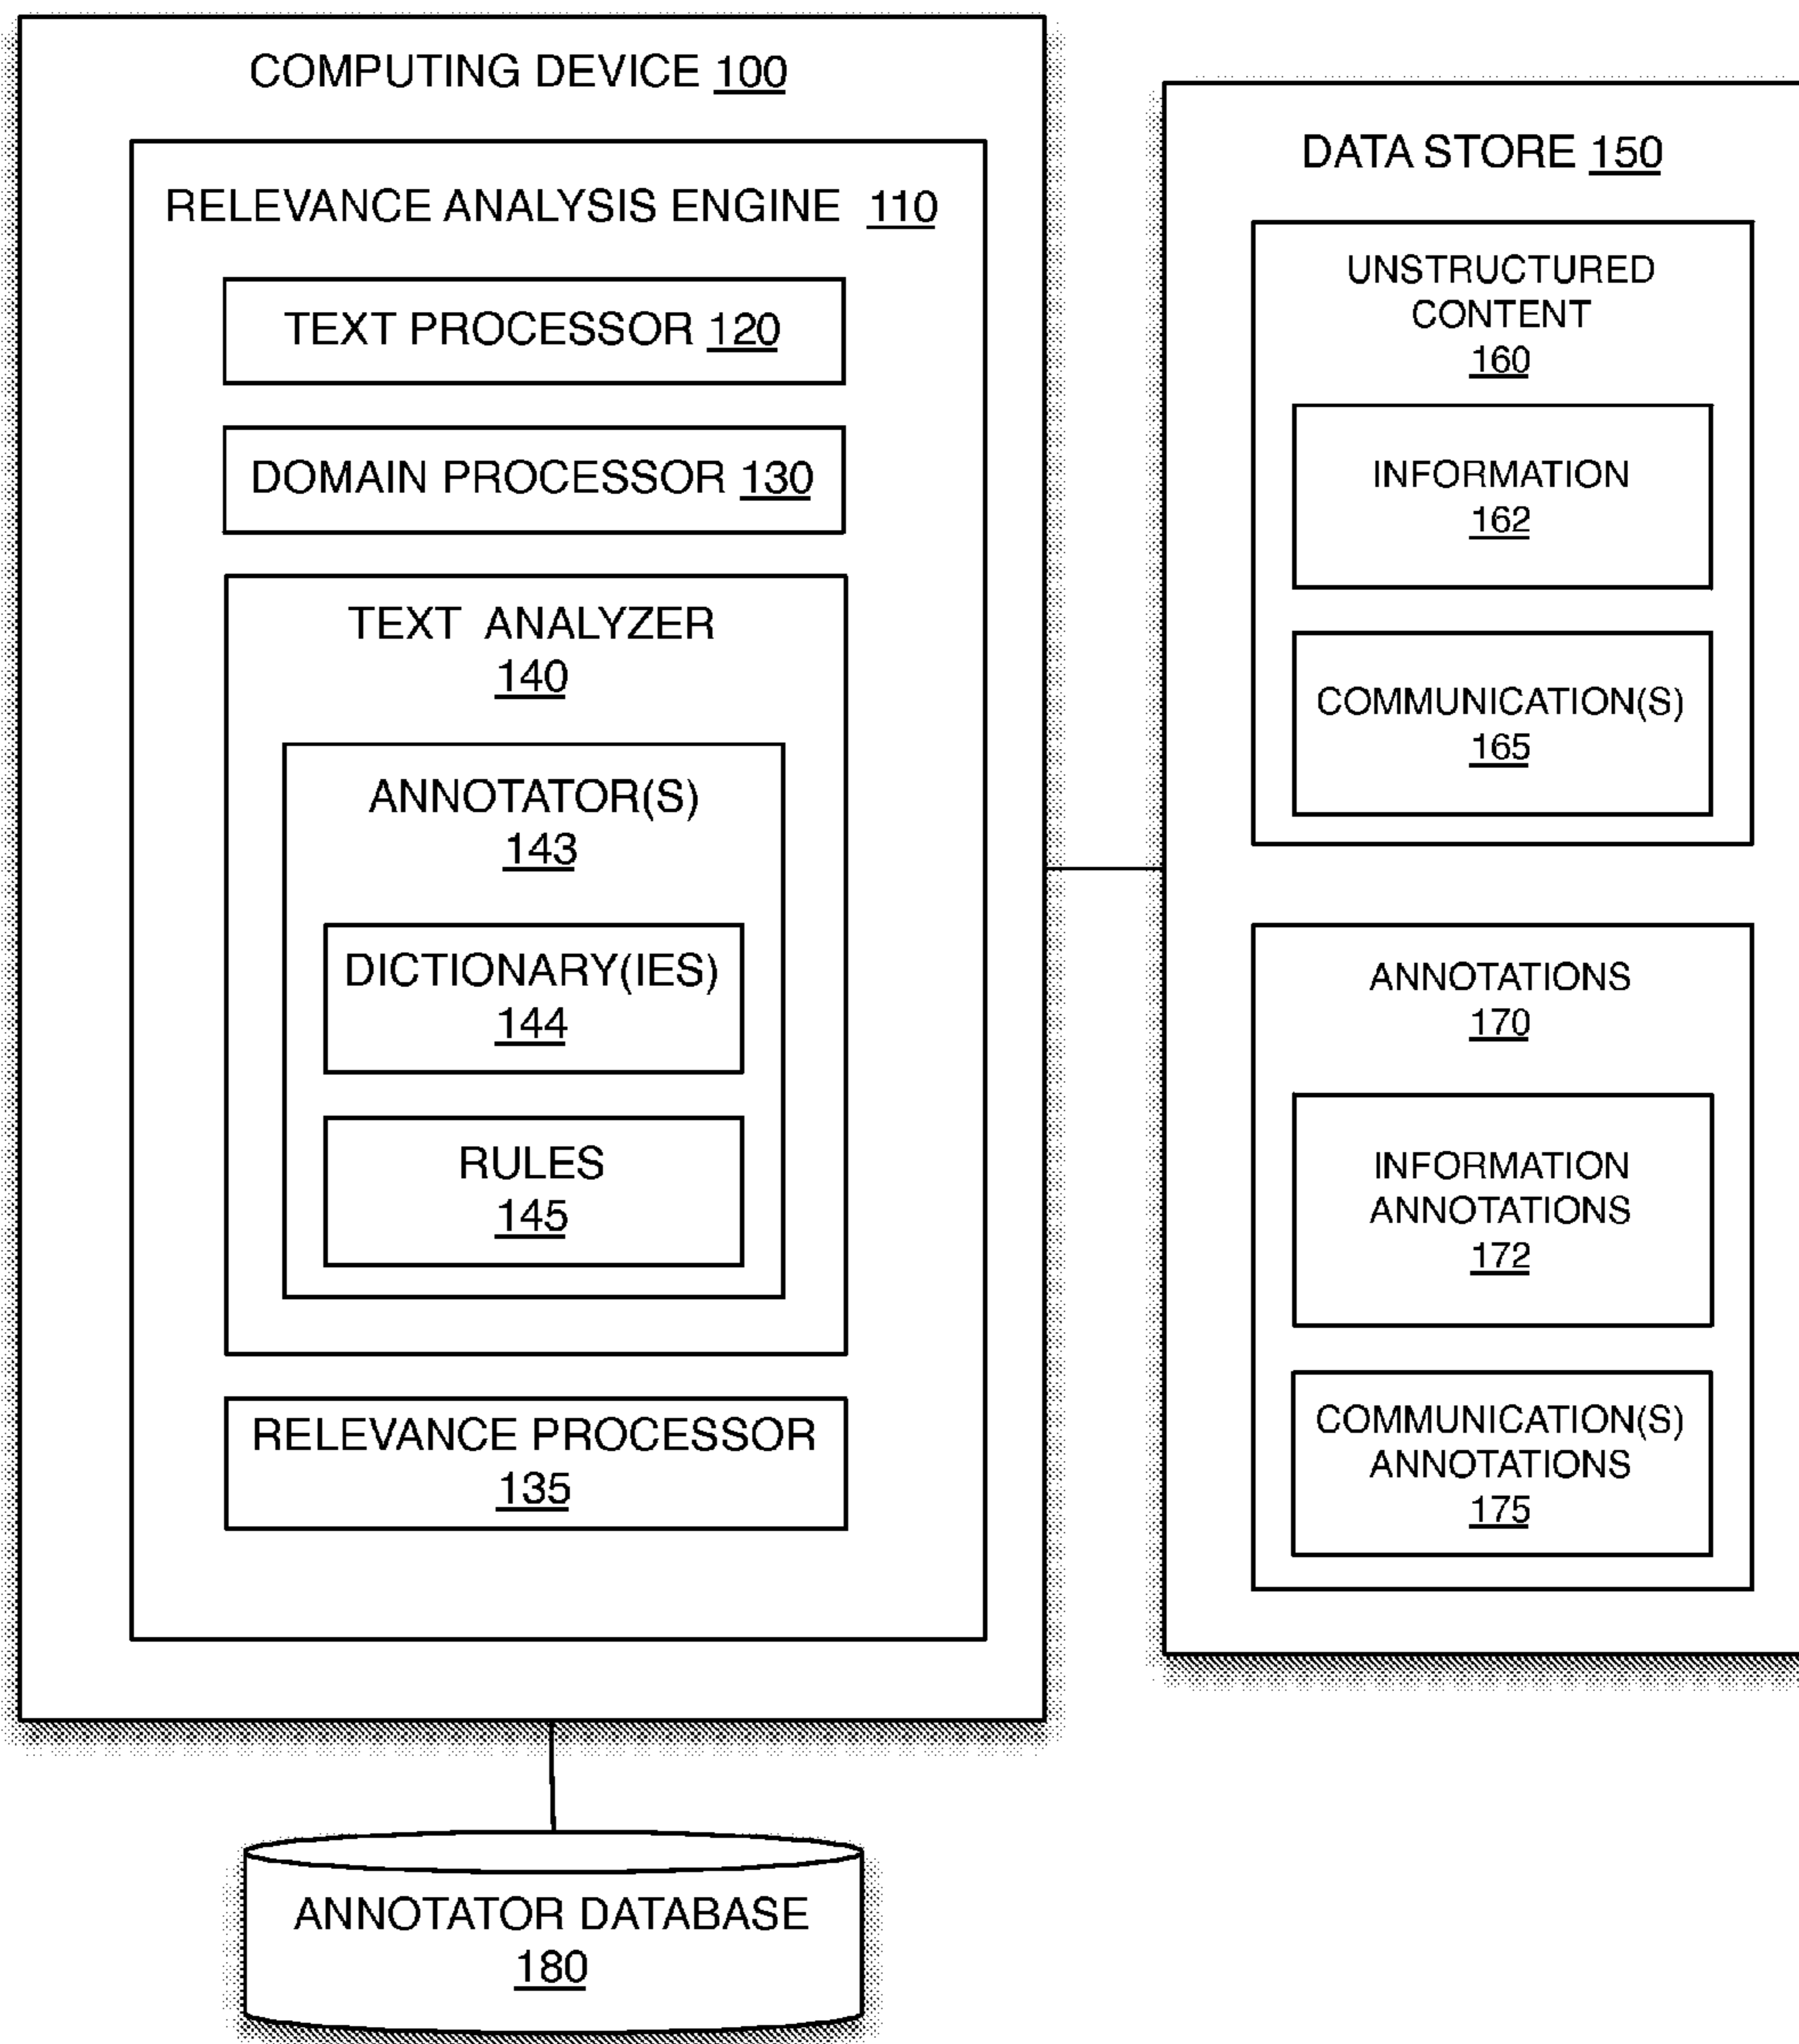 COMPUTING DEVICE 100
RELEVANCE ANALYSIS ENGINE 110
TEXT PROCESSOR 120
DOMAIN PROCESSOR 130
TEXT ANALYZER
140
ANNOTATOR(S)
143
DICTIONARY(IES)
144
RULES
145
RELEVANCE PROCESSOR
135
DATA STORE 150
UNSTRUCTURED
CONTENT
160
INFORMATION
162
COMMUNICATION(S)
165
ANNOTATIONS
170
INFORMATION
ANNOTATIONS
172
COMMUNICATION(S)
ANNOTATIONS
175
ANNOTATOR DATABASE
180